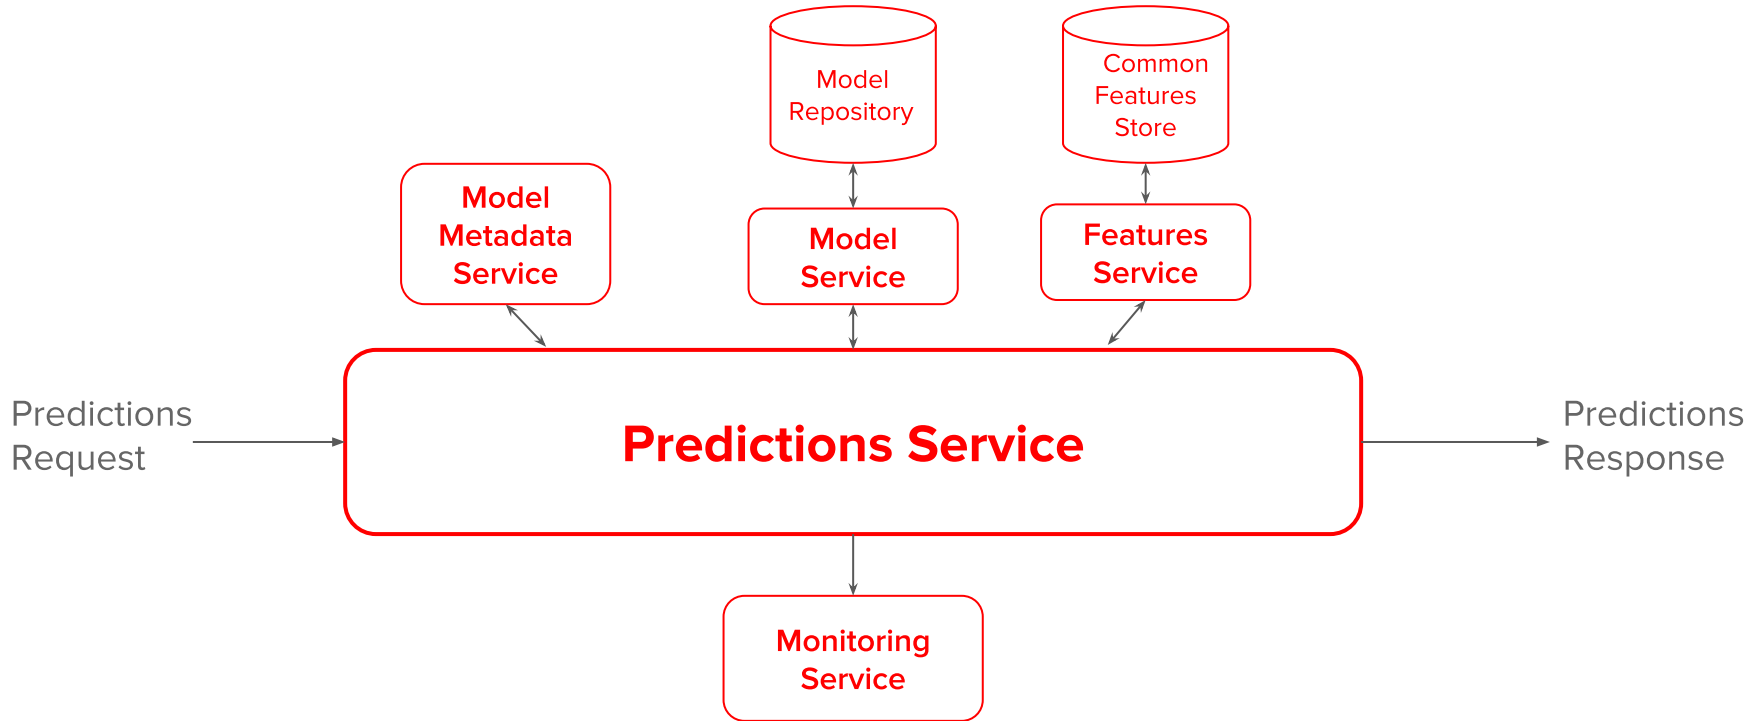 Model
Repository
Common
Features
Store
Model
Metadata
Service
Model
Service
Features
Service
Predictions
Request
Predictions Service
Predictions
Response
Monitoring
Service